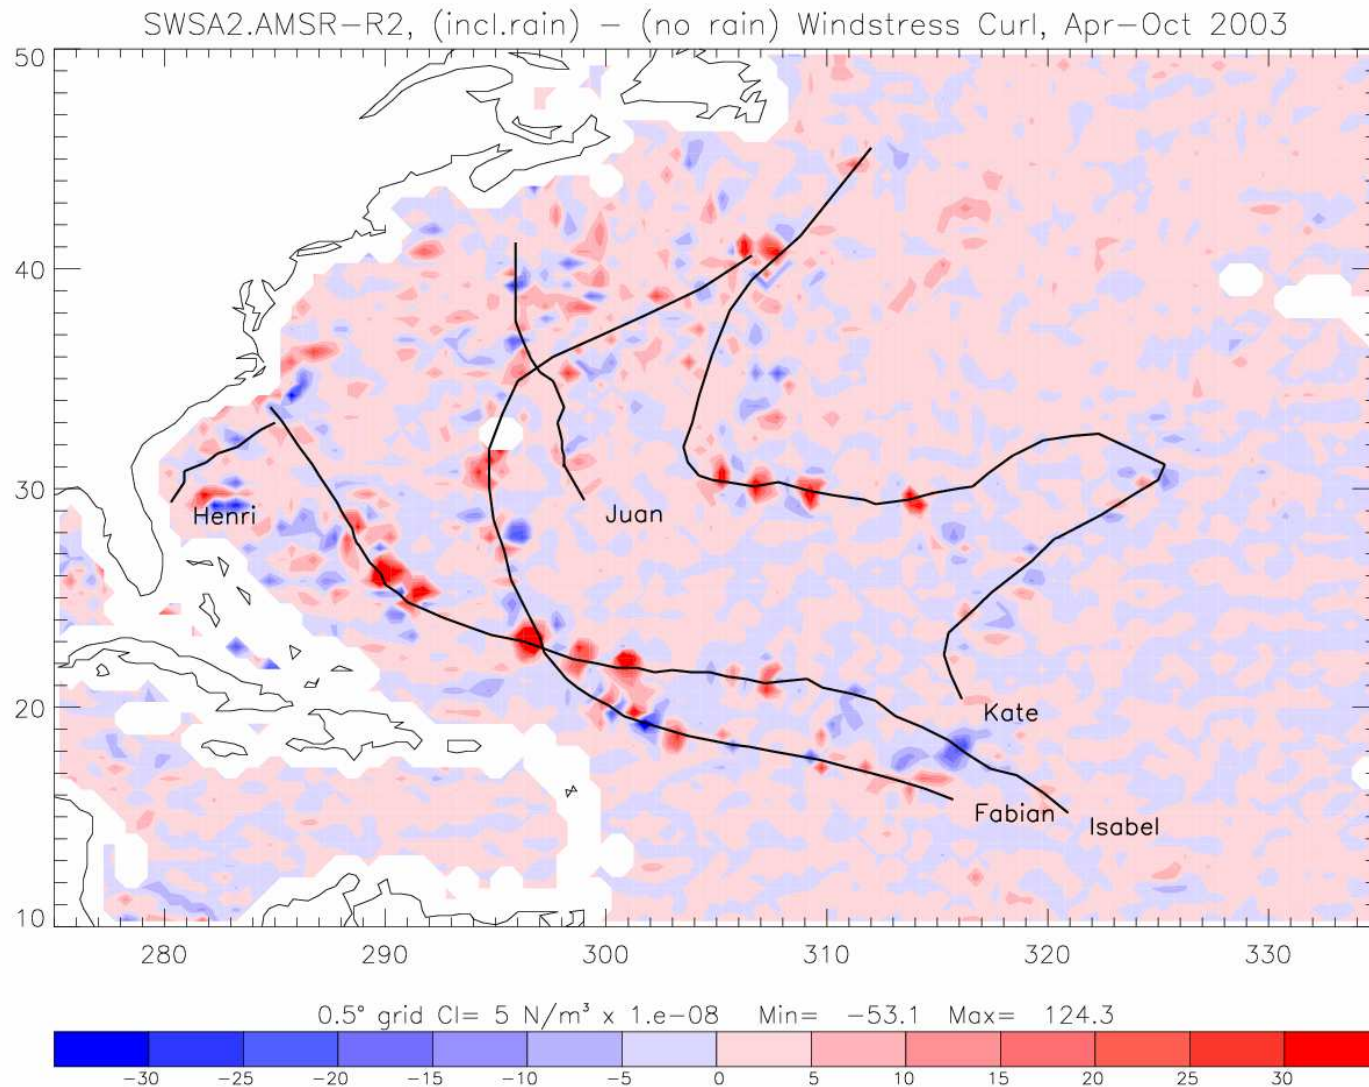 SWSA2.AMSR-R2, (incl.rain) - (no rain) Windstress Curl, Apr-Oct 2003
50
40
30
20
10
Henri
Juan
Kate
Fabian
Isabel
280 290 300 310 320 330
0.5° grid CI= 5 N/m³ x 1.e-08 Min= -53.1 Max= 124.3
-30 -25 -20 -15 -10 -5 0 5 10 15 20 25 30